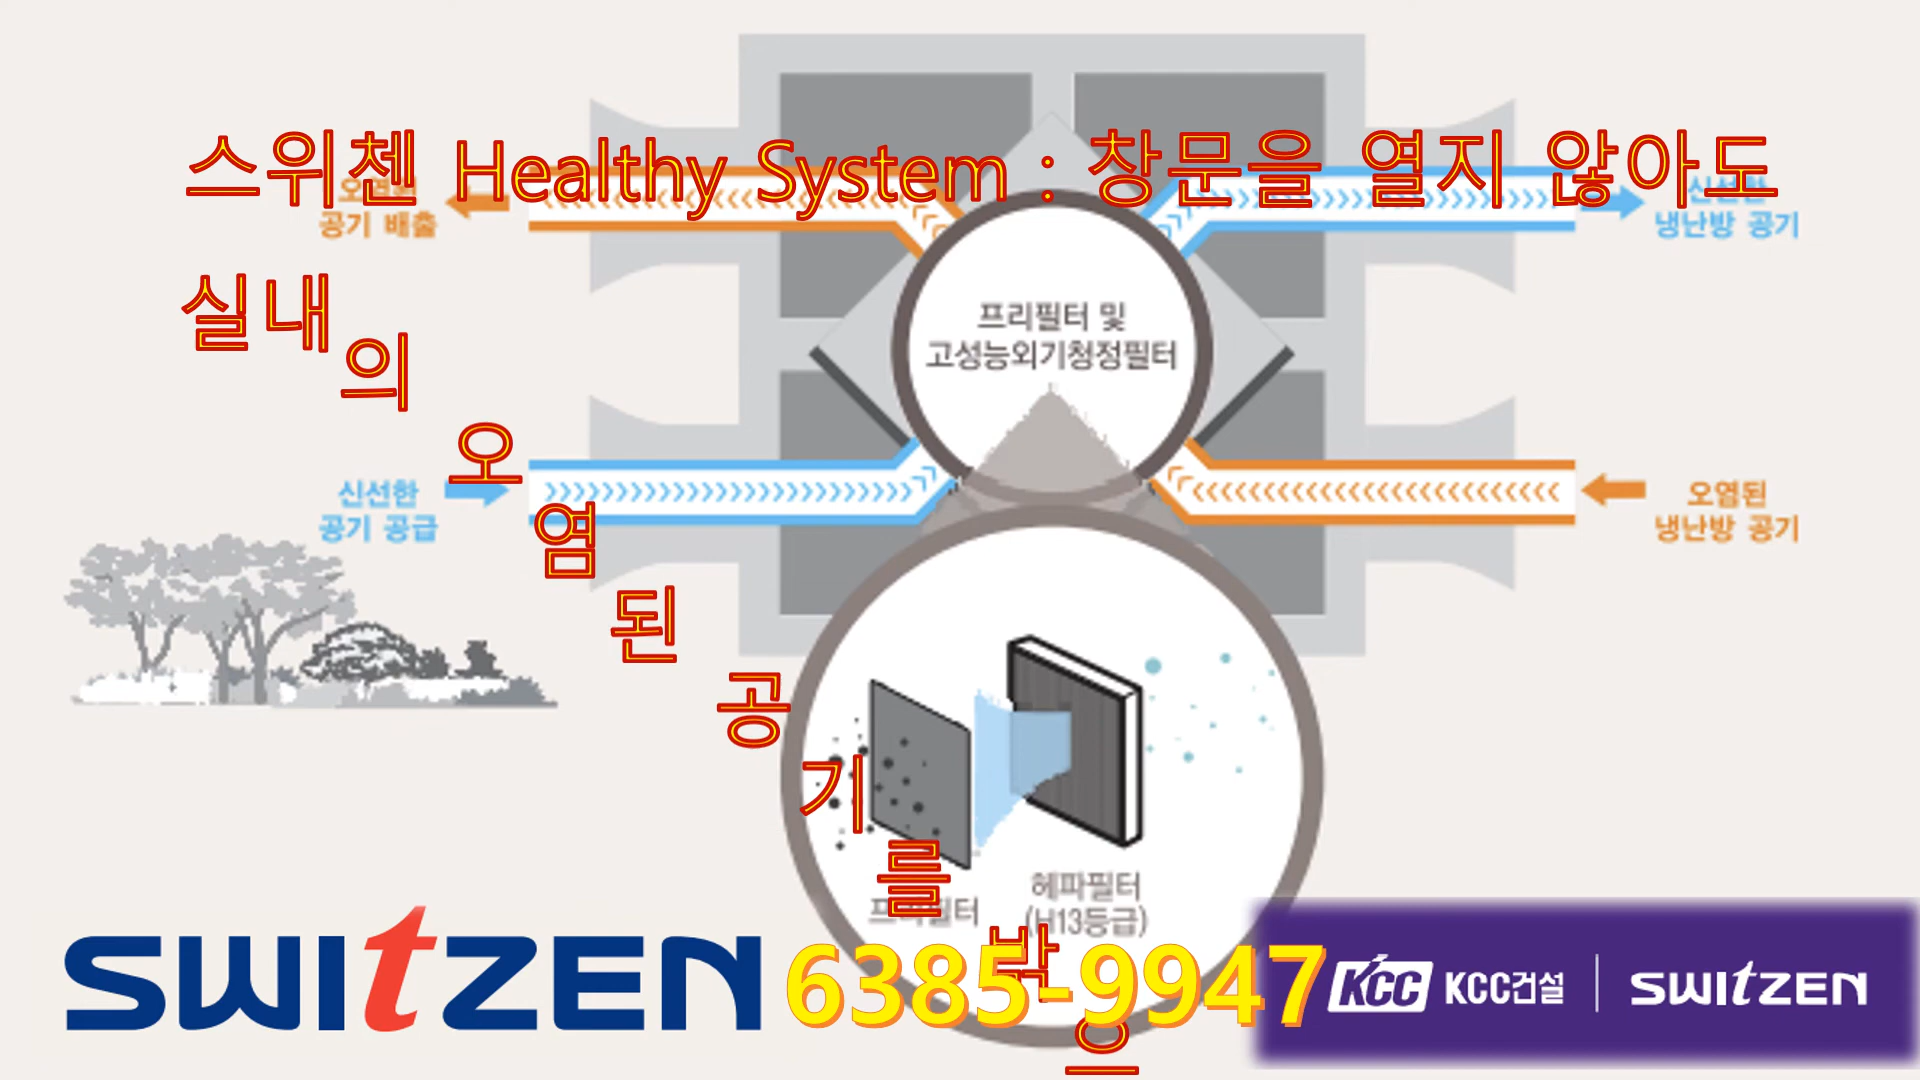 스위첸 Healthy System : 창문을 열지 않아도
오염된
공기 배출
신선한
냉난방 공기
실내의 오염된 공기를 밖으
프리필터 및
고성능외기청정필터
신선한
공기 공급
오염된
냉난방 공기
프리필터
헤파필터
(H13등급)
SWITZEN
6385-9947
KCC KCC건설 | SWITZEN